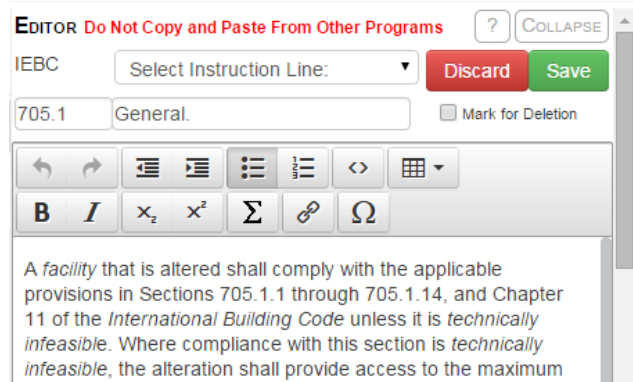 EDITOR Do Not Copy and Paste From Other Programs ? COLLAPSE
IEBC Select Instruction Line: Discard Save
705.1 General. Mark for Deletion
B I X₂ X² Σ Ω
A facility that is altered shall comply with the applicable
provisions in Sections 705.1.1 through 705.1.14, and Chapter
11 of the International Building Code unless it is technically
infeasible. Where compliance with this section is technically
infeasible, the alteration shall provide access to the maximum